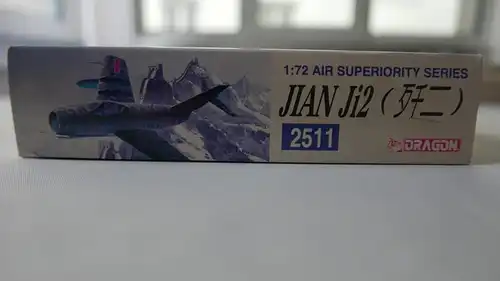 1:72 AIR SUPERIORITY SERIES
JIAN Ji2 (歼二)
2511
DRAGON